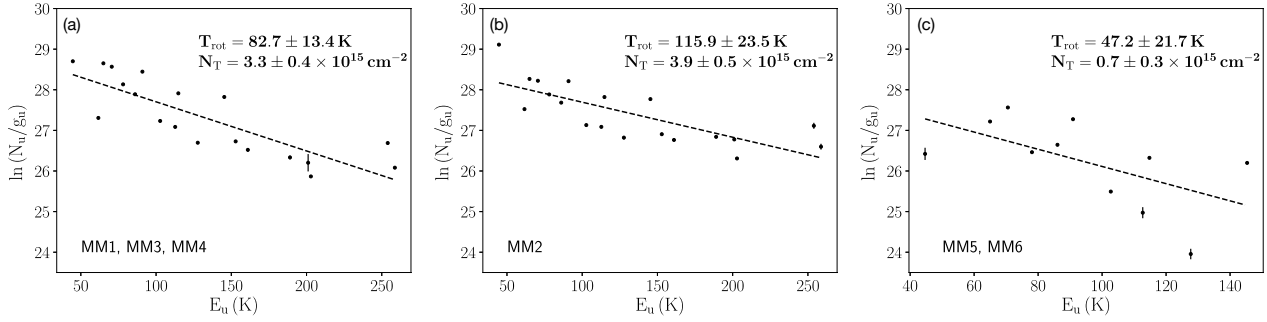 (a)
T_rot = 82.7 ± 13.4 K
N_T = 3.3 ± 0.4 × 10^15 cm^−2
MM1, MM3, MM4
30
29
28
27
26
25
24
ln (N_u/g_u)
50 100 150 200 250
E_u (K)
(b)
T_rot = 115.9 ± 23.5 K
N_T = 3.9 ± 0.5 × 10^15 cm^−2
MM2
30
29
28
27
26
25
24
ln (N_u/g_u)
50 100 150 200 250
E_u (K)
(c)
T_rot = 47.2 ± 21.7 K
N_T = 0.7 ± 0.3 × 10^15 cm^−2
MM5, MM6
30
29
28
27
26
25
24
ln (N_u/g_u)
40 60 80 100 120 140
E_u (K)